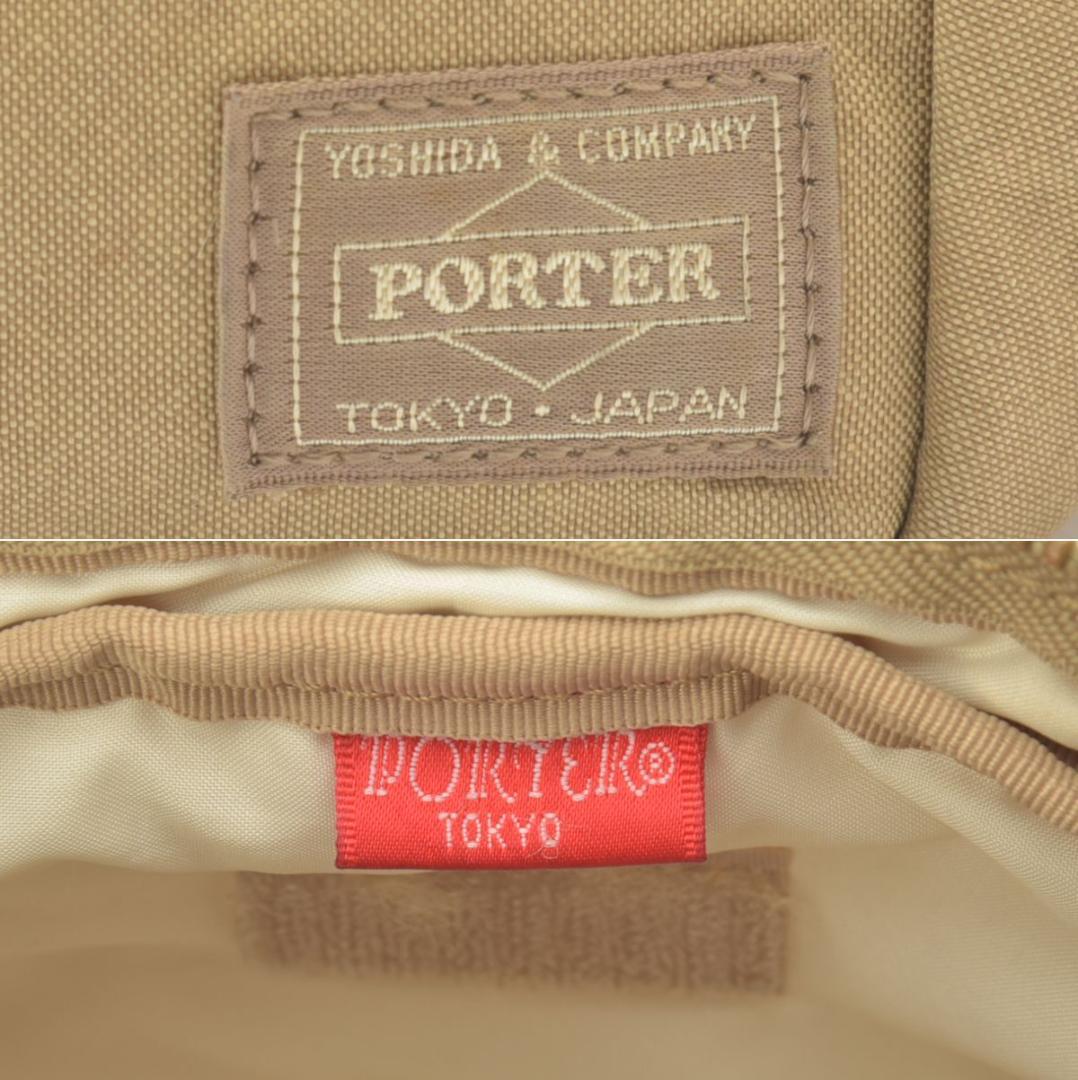 YOSHIDA & COMPANY
PORTER
TOKYO • JAPAN
PORTER®
TOKYO